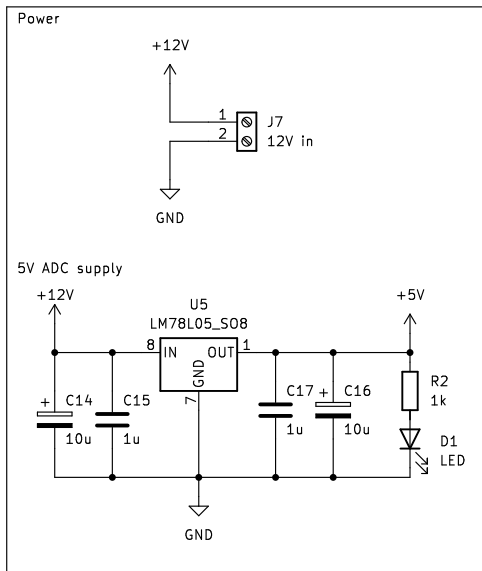 Power
+12V
1
J7
2
12V in
GND
5V ADC supply
+12V
+5V
U5
LM78L05_SO8
8
IN
OUT
1
GND
7
+
C14
10u
C15
1u
C17
1u
+
C16
10u
R2
1k
D1
LED
GND